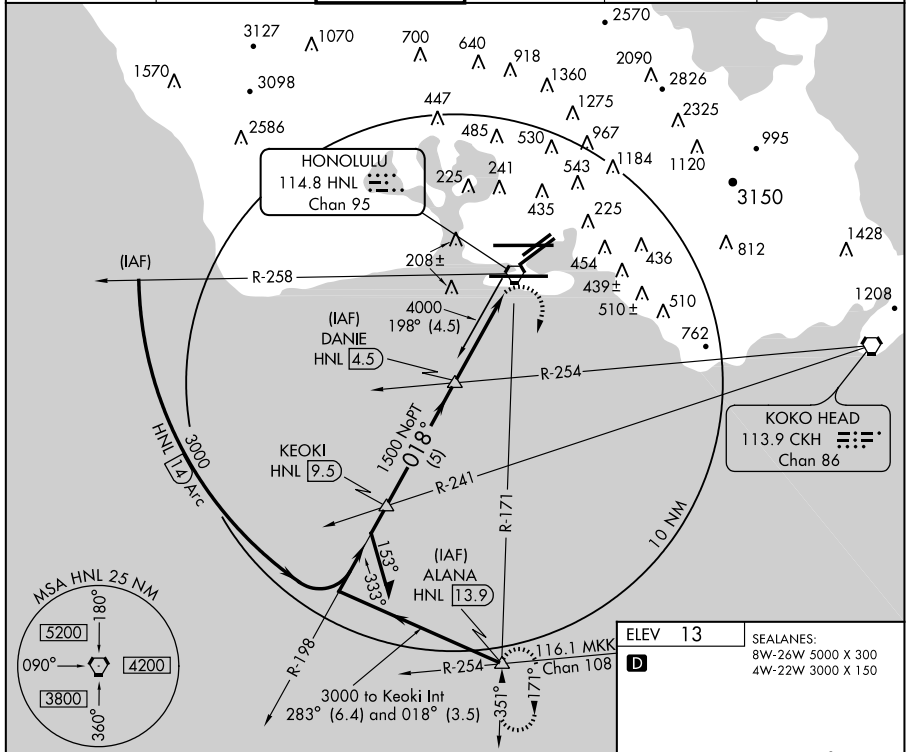 2570
3127
1070
700
640
918
1570
3098
1360
2090
2826
447
1275
2325
2586
485
530
967
995
1120
HONOLULU
114.8 HNL
Chan 95
225
241
543
1184
435
3150
225
(IAF)
R-258
208±
454
436
812
1428
439±
4000
198° (4.5)
510±
510
1208
(IAF)
DANIE
HNL 4.5
762
R-254
KOKO HEAD
113.9 CKH
Chan 86
1500 NoPT
018°
(5)
3000
HNL 14 Arc
KEOKI
HNL 9.5
R-241
R-171
10 NM
153°
333°
(IAF)
ALANA
HNL 13.9
MSA HNL 25 NM
180°
5200
090°
4200
3800
360°
R-198
R-254
116.1 MKK
Chan 108
3000 to Keoki Int
283° (6.4) and 018° (3.5)
351°
171°
ELEV 13
D
SEALANES:
8W-26W 5000 X 300
4W-22W 3000 X 150